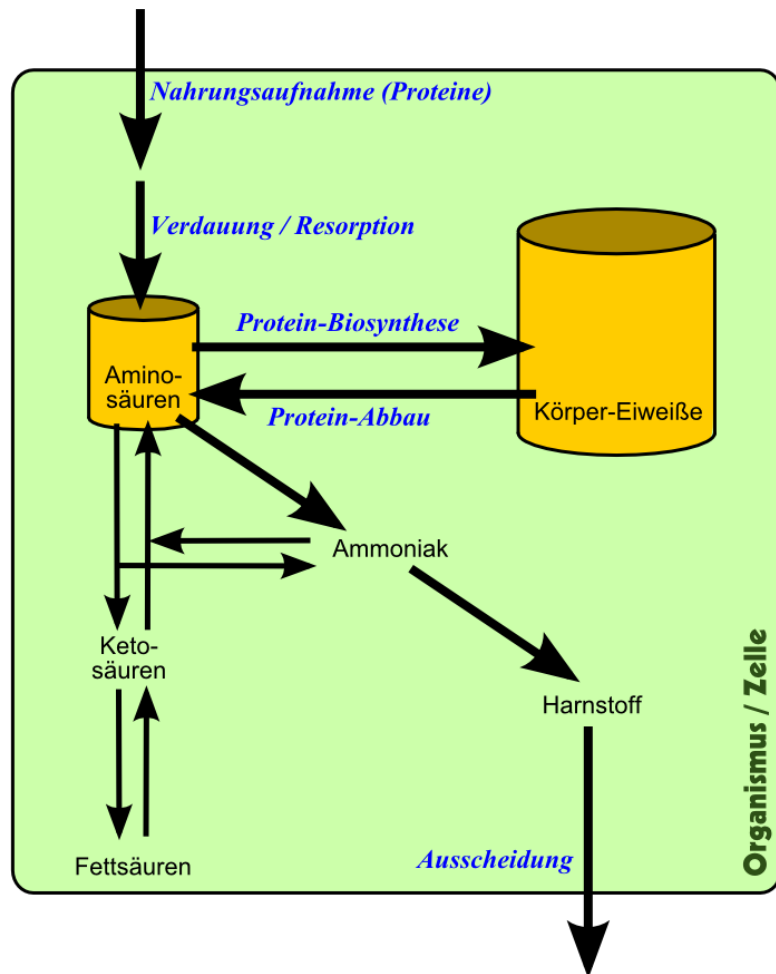 Nahrungsaufnahme (Proteine)
Verdauung / Resorption
Protein-Biosynthese
Amino-
säuren
Körper-Eiweiße
Protein-Abbau
Ammoniak
Keto-
säuren
Harnstoff
Fettsäuren
Ausscheidung
Organismus / Zelle